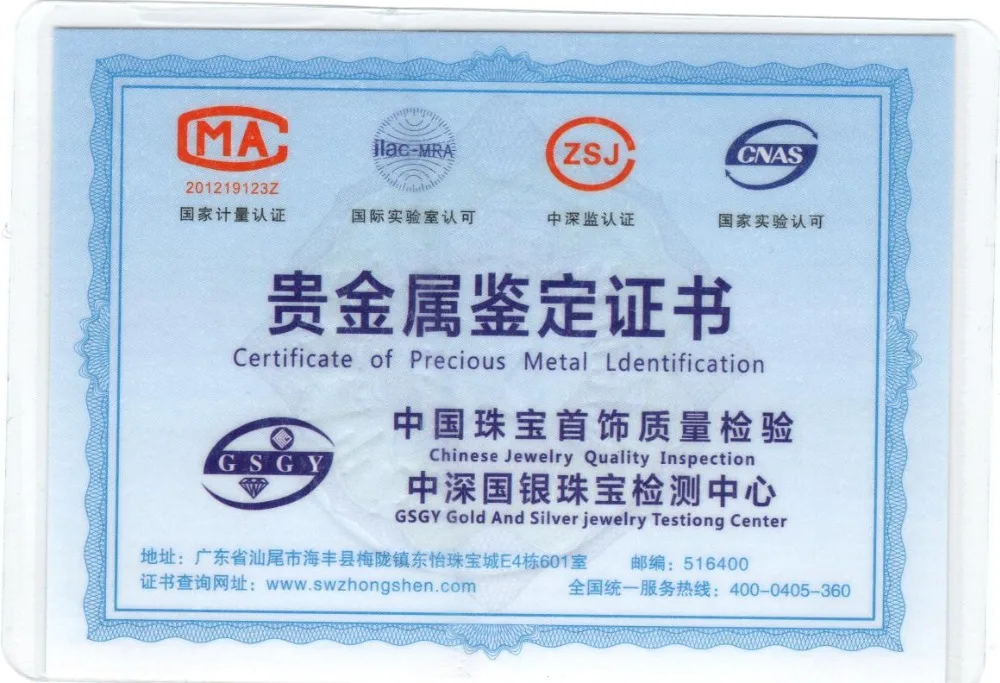 MA
ilac-MRA
ZSJ
CNAS
201219123Z
国家计量认证
国际实验室认可
中深监认证
国家实验认可
贵金属鉴定证书
Certificate of Precious Metal Ldentification
GSGY
中国珠宝首饰质量检验
Chinese Jewelry Quality Inspection
中深国银珠宝检测中心
GSGY Gold And Silver jewelry Testiong Center
地址：广东省汕尾市海丰县梅陇镇东怡珠宝城E4栋601室 邮编：516400
证书查询网址：www.swzhongshen.com 全国统一服务热线：400-0405-360